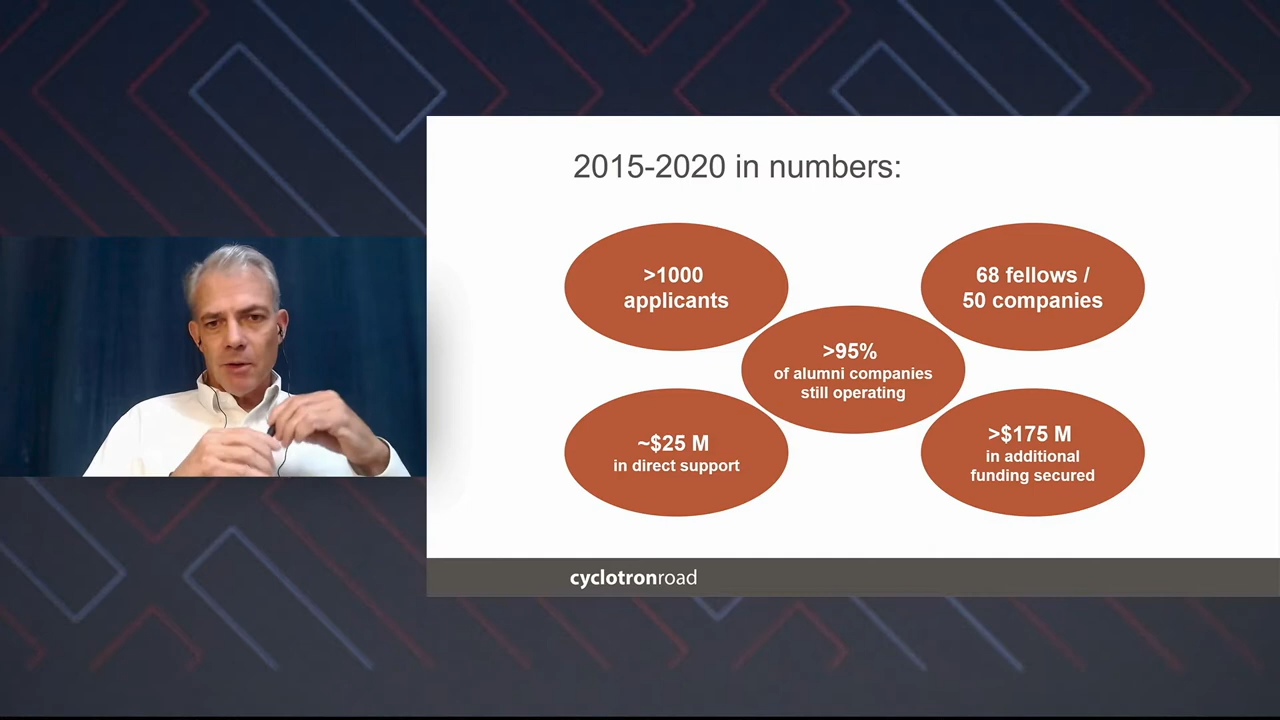 2015-2020 in numbers:
>1000
applicants
68 fellows /
50 companies
>95%
of alumni companies
still operating
~$25 M
in direct support
>$175 M
in additional
funding secured
cyclotronroad